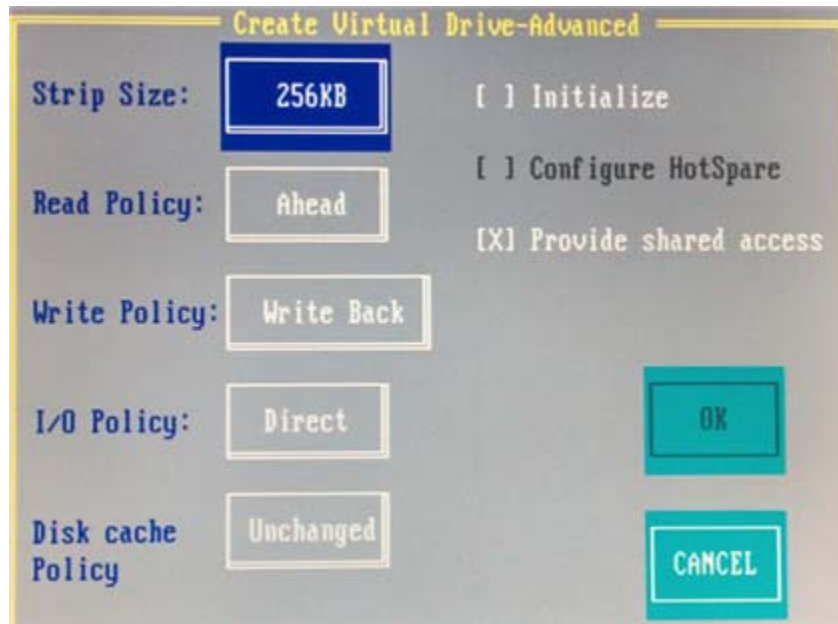 Create Virtual Drive-Advanced
Strip Size: 256KB
[ ] Initialize
[ ] Configure HotSpare
Read Policy: Ahead
[X] Provide shared access
Write Policy: Write Back
I/O Policy: Direct
OK
Disk cache Unchanged
Policy
CANCEL